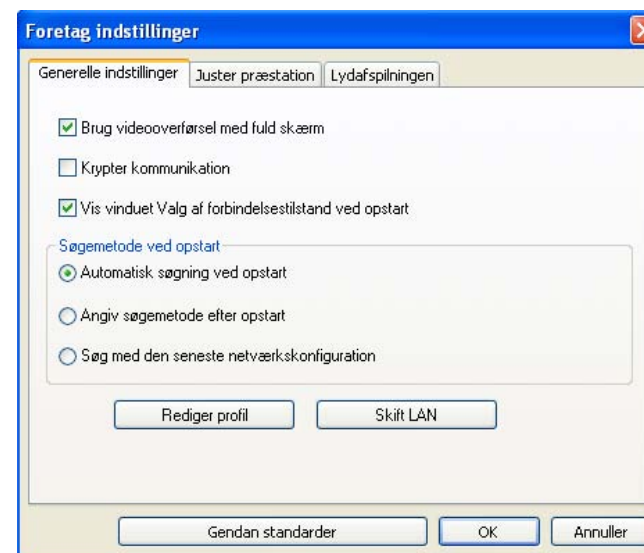 Foretag indstillinger
Generelle indstillinger Juster præstation Lydafspilningen
Brug videooverførsel med fuld skærm
Krypter kommunikation
Vis vinduet Valg af forbindelsestilstand ved opstart
Søgemetode ved opstart
Automatisk søgning ved opstart
Angiv søgemetode efter opstart
Søg med den seneste netværkskonfiguration
Rediger profil Skift LAN
Gendan standarder OK Annuller